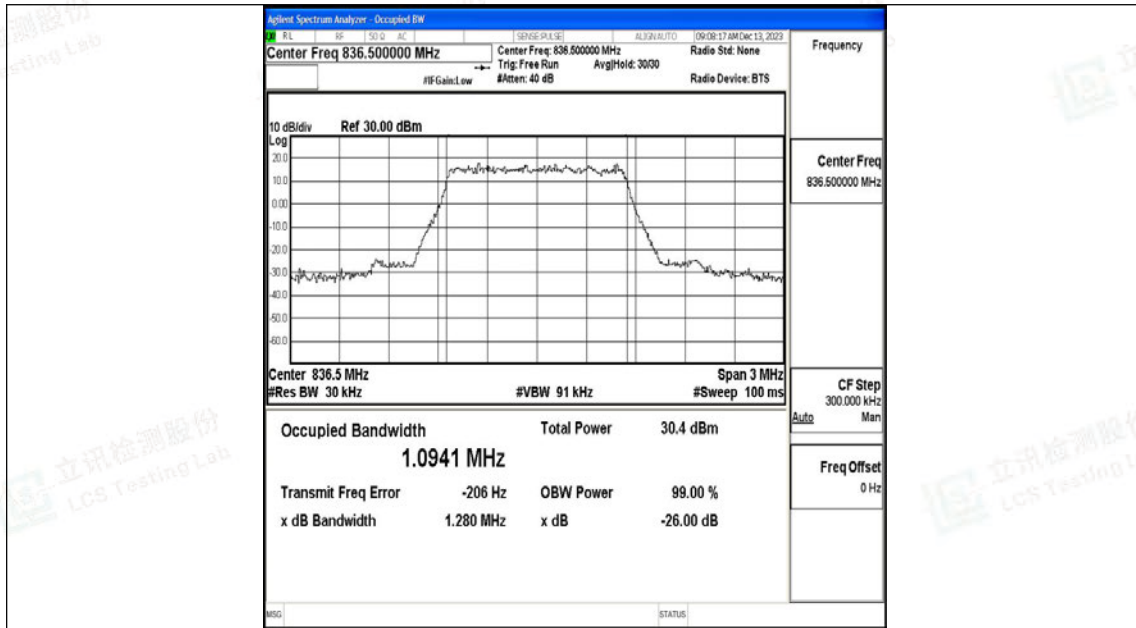 Agilent Spectrum Analyzer - Occupied BW
RL RF 50 Ω AC SENSE:PULSE ALIGNAUTO 09:08:17 AM Dec 13, 2023
Center Freq 836.500000 MHz
Center Freq: 836.500000 MHz
Radio Std: None
Trig: Free Run Avg|Hold: 30/30
#IFGain:Low
#Atten: 40 dB
Radio Device: BTS
Frequency
10 dB/div Ref 30.00 dBm
Log
20.0
10.0
0.00
-10.0
-20.0
-30.0
-40.0
-50.0
-60.0
Center 836.5 MHz
Span 3 MHz
#Res BW 30 kHz
#VBW 91 kHz
#Sweep 100 ms
Center Freq
836.500000 MHz
CF Step
300.000 kHz
Auto Man
Freq Offset
0 Hz
Occupied Bandwidth
Total Power 30.4 dBm
1.0941 MHz
Transmit Freq Error -206 Hz OBW Power 99.00 %
x dB Bandwidth 1.280 MHz x dB -26.00 dB
MSG
STATUS
立讯检测股份
LCS Testing Lab
立讯检测股份
LCS Testing Lab